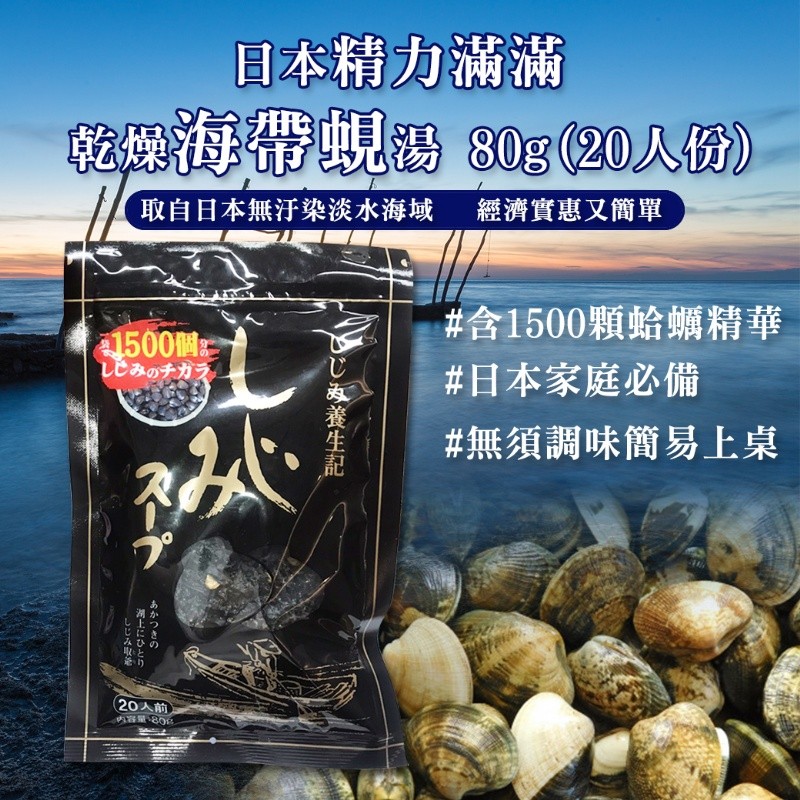 日本精力滿滿
乾燥海帶蜆湯 80g(20人份)
取自日本無汙染淡水海域 經濟實惠又簡單
#含1500顆蛤蠣精華
#日本家庭必備
#無須調味簡易上桌
1500個分の
しじみのチカラ
しじみ養生記
しじみ
スープ
あかつきの
湖上にひとり
しじみ取爺
20人前
内容量:80g